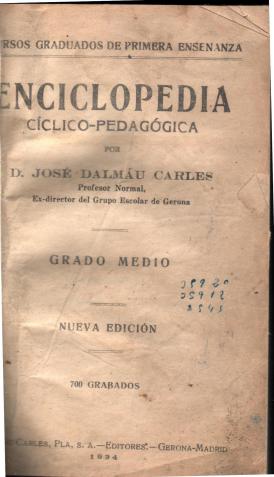 GRADUADOS DE PRIMERA ENSEÑANZA
ENCICLOPEDIA
CÍCLICO-PEDAGÓGICA
POR
D. JOSÉ DALMÁU CARLES
Profesor Normal,
Ex-director del Grupo Escolar de Gerona
GRADO MEDIO
NUEVA EDICIÓN
700 GRABADOS
CARLES, PLA, S. A.—EDITORES.—GERONA-MADRID
1934